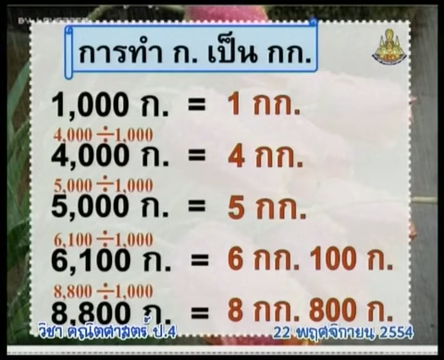 การทำ ก. เป็น กก.
1,000 ก. = 1 กก.
4,000 ÷1,000
4,000 ก. = 4 กก.
5,000 ÷1,000
5,000 ก. = 5 กก.
6,100 ÷1,000
6,100 ก. = 6 กก. 100 ก.
8,800 ÷1,000
8,800 ก. = 8 กก. 800 ก.
วิชา คณิตศาสตร์ ป.4 22 พฤศจิกายน 2554